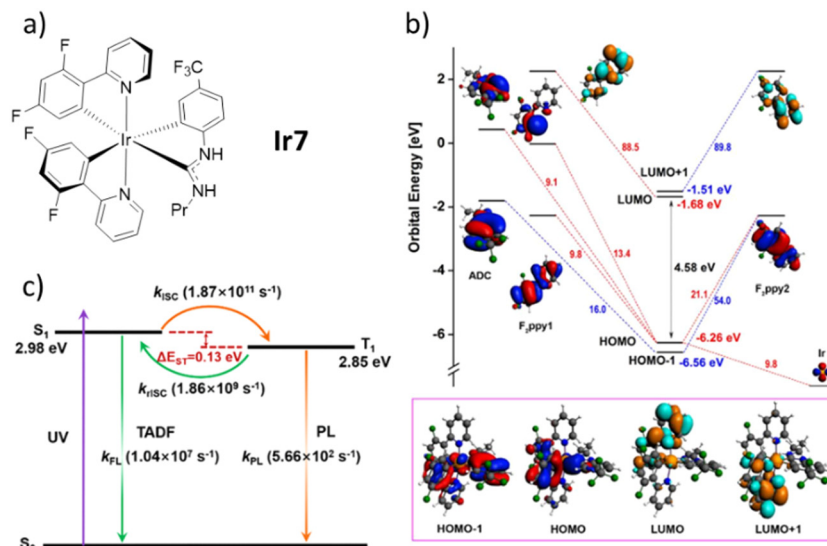 a)
F
F
N
F₃C
Ir
NH
NH
Pr
F
F
N
Ir7
b)
Orbital Energy [eV]
2
0
-2
-4
-6
88.5
89.8
LUMO+1
-1.51 eV
LUMO
-1.68 eV
9.1
13.4
9.8
16.0
ADC
F₂ppy1
4.58 eV
21.1
54.0
F₂ppy2
HOMO
-6.26 eV
HOMO-1
-6.56 eV
9.8
Ir
HOMO-1
HOMO
LUMO
LUMO+1
c)
kISC (1.87×10¹¹ s⁻¹)
S₁
2.98 eV
ΔEST=0.13 eV
T₁
2.85 eV
krISC (1.86×10⁹ s⁻¹)
UV
TADF
kFL (1.04×10⁷ s⁻¹)
PL
kPL (5.66×10² s⁻¹)